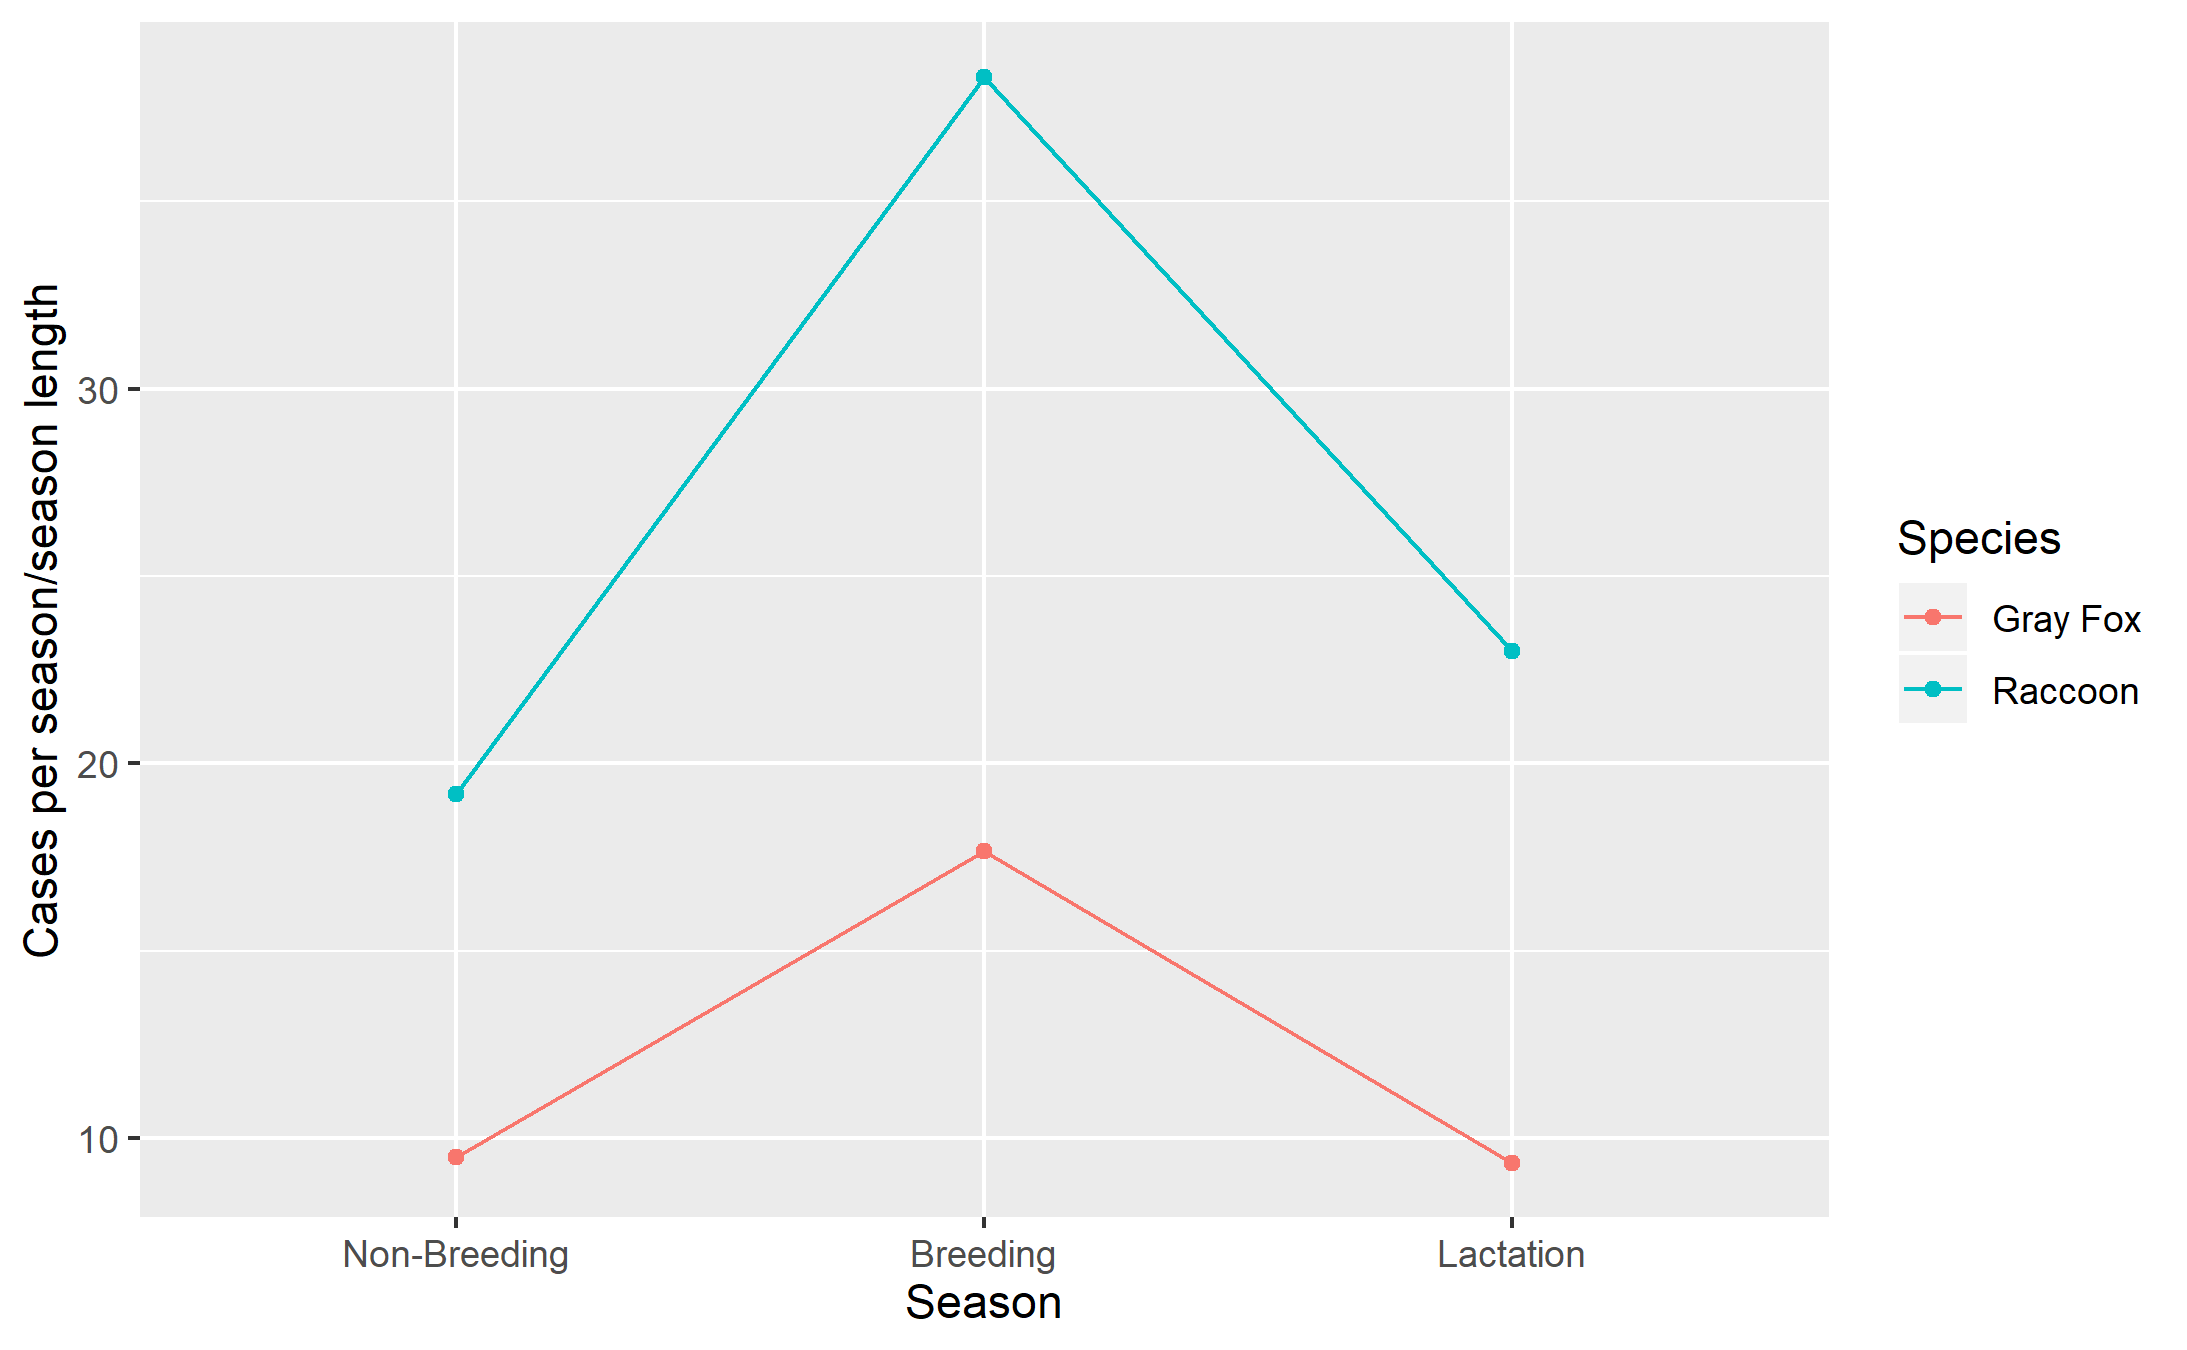 Cases per season/season length
30
20
10
Non-Breeding
Breeding
Lactation
Season
Species
Gray Fox
Raccoon